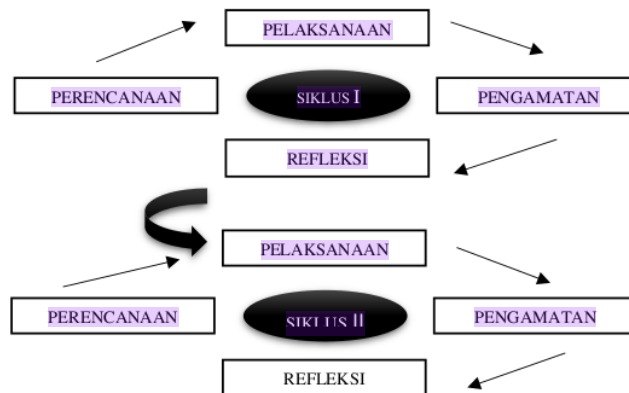 PELAKSANAAN
PERENCANAAN
SIKLUS I
PENGAMATAN
REFLEKSI
PELAKSANAAN
PERENCANAAN
SIKLUS II
PENGAMATAN
REFLEKSI